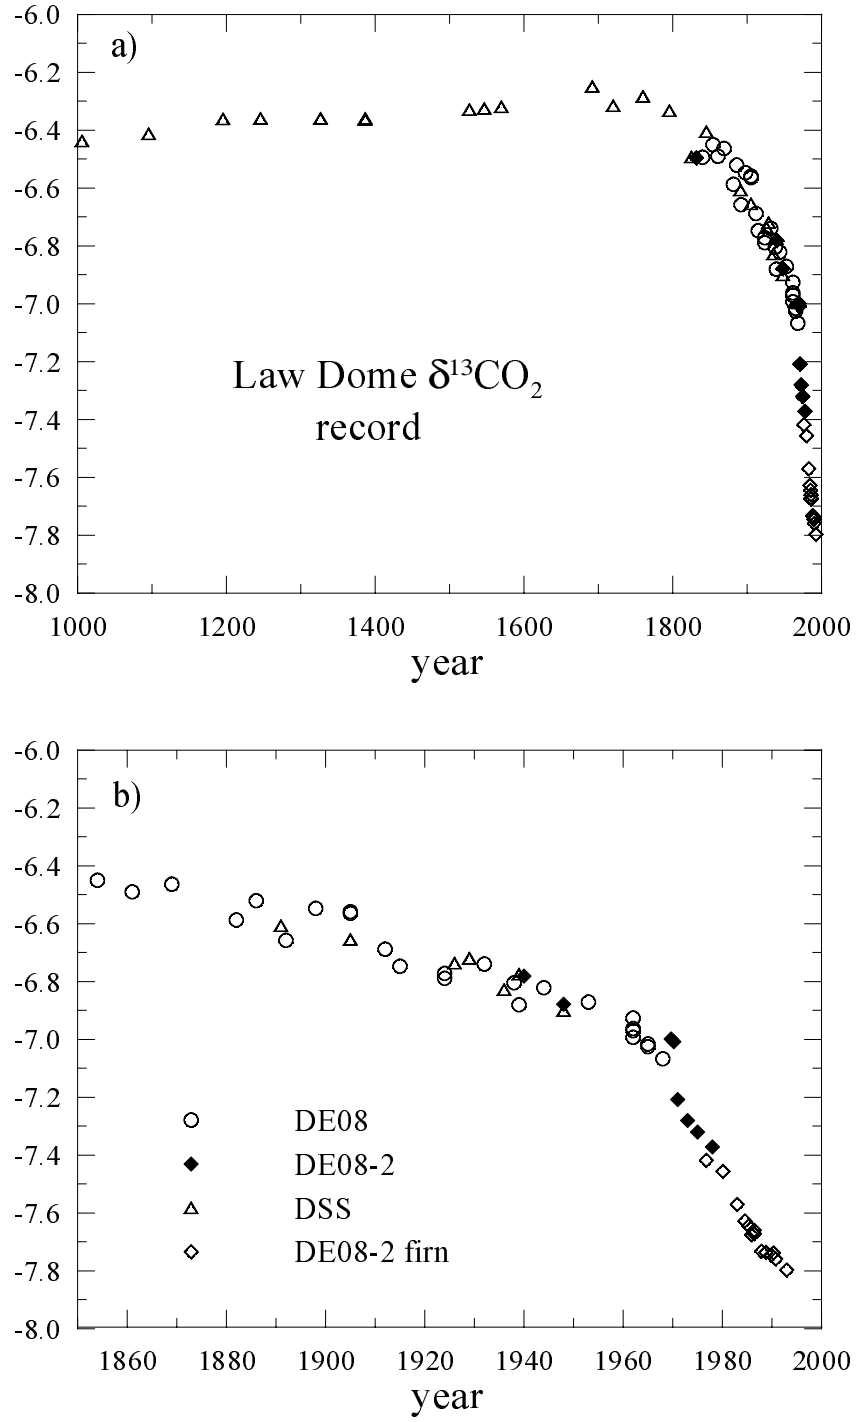 -6.0
a)
-6.2
-6.4
-6.6
-6.8
-7.0
-7.2
Law Dome δ¹³CO₂
record
-7.4
-7.6
-7.8
-8.0
1000 1200 1400 1600 1800 2000
year
-6.0
b)
-6.2
-6.4
-6.6
-6.8
-7.0
-7.2
DE08
-7.4
DE08-2
DSS
-7.6
DE08-2 firn
-7.8
-8.0
1860 1880 1900 1920 1940 1960 1980 2000
year